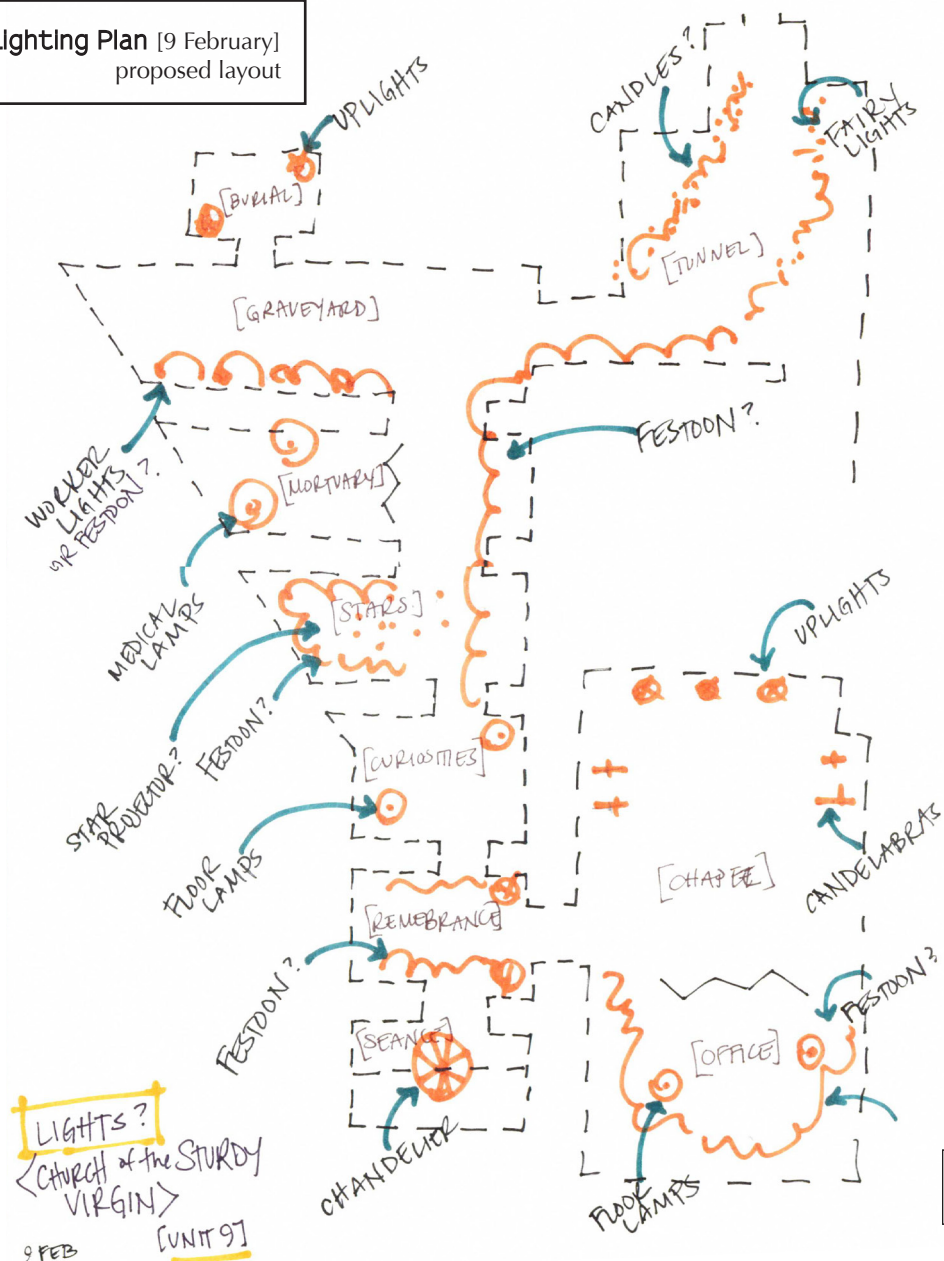 Lighting Plan [9 February]
proposed layout
UPLIGHTS
CANDLES?
FAIRY
LIGHTS
[BURIAL]
[TUNNEL]
[GRAVEYARD]
FESTOON?
WORKER
LIGHTS
OR FESTOON?
[MORTUARY]
MEDICAL
LAMPS
[STARS]
UPLIGHTS
STAR
PROJECTOR?
FESTOON?
[CURIOSITIES]
FLOOR
LAMPS
CANDELABRAS
[CHAPEL]
[REMEBRANCE]
FESTOON?
FESTOON?
[SEANCE]
[OFFICE]
CHANDELIER
FLOOR
LAMPS
LIGHTS?
<CHURCH of the STURDY
VIRGIN>
[UNIT 9]
9 FEB